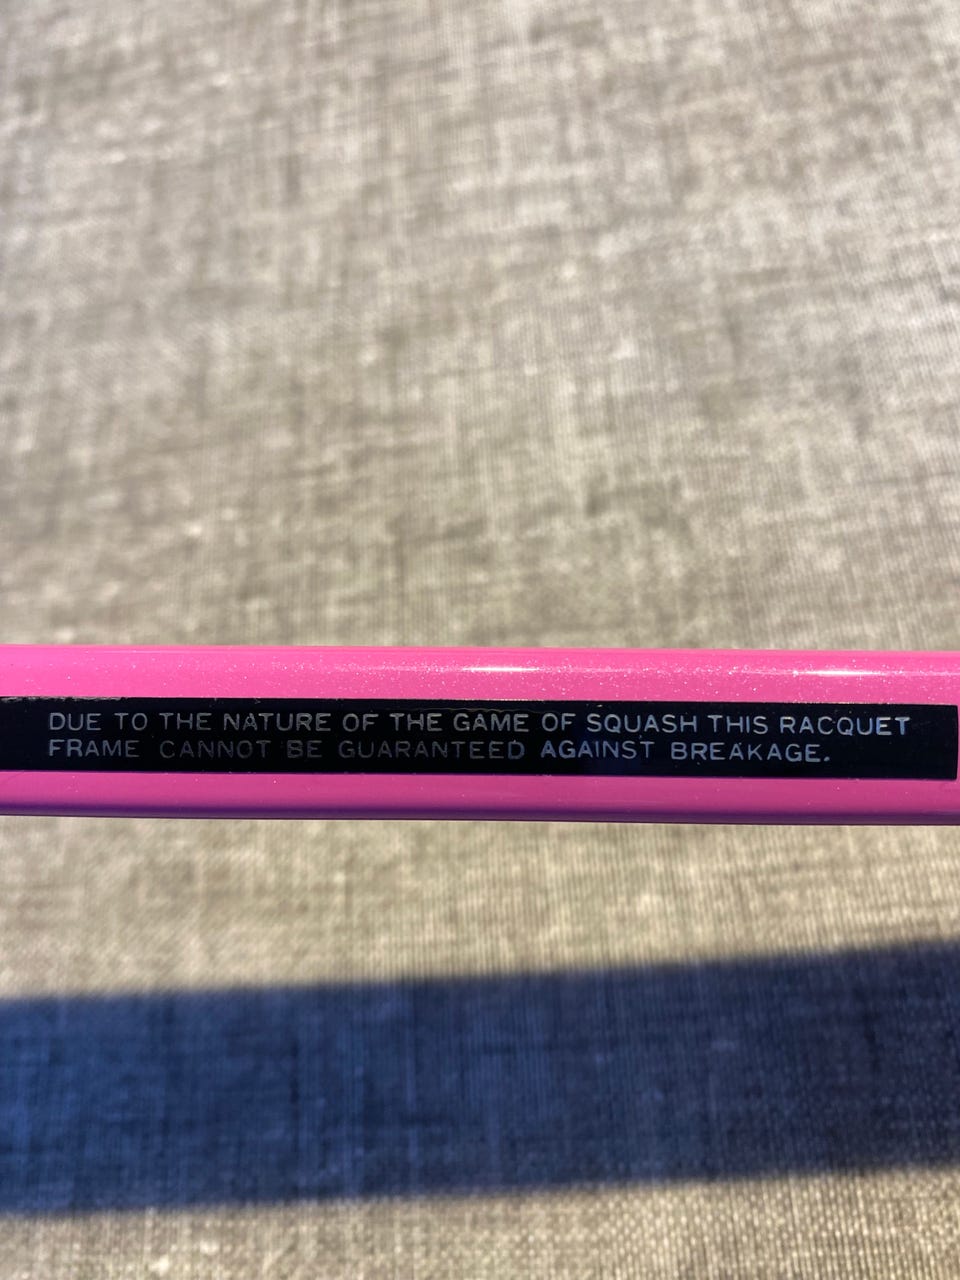 DUE TO THE NATURE OF THE GAME OF SQUASH THIS RACQUET
FRAME CANNOT BE GUARANTEED AGAINST BREAKAGE.